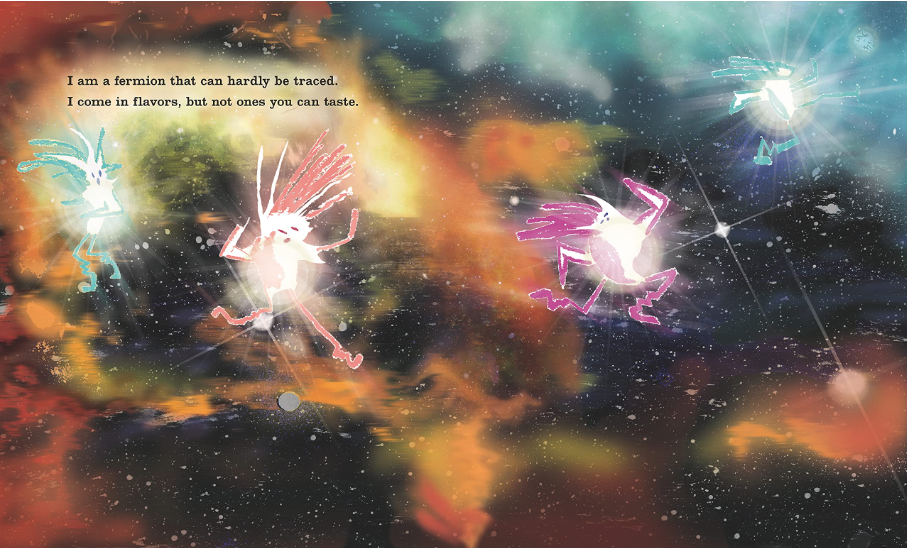 I am a fermion that can hardly be traced.
I come in flavors, but not ones you can taste.